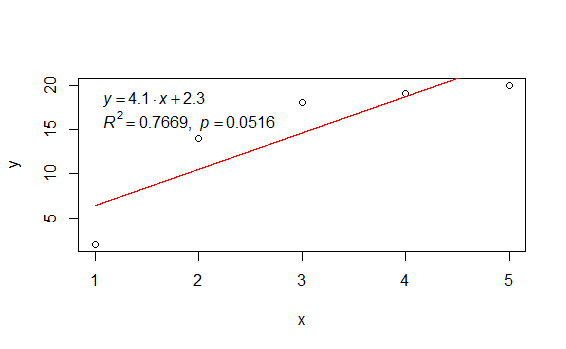 y = 4.1 · x + 2.3
R² = 0.7669, p = 0.0516
20
15
10
5
y
1 2 3 4 5
x